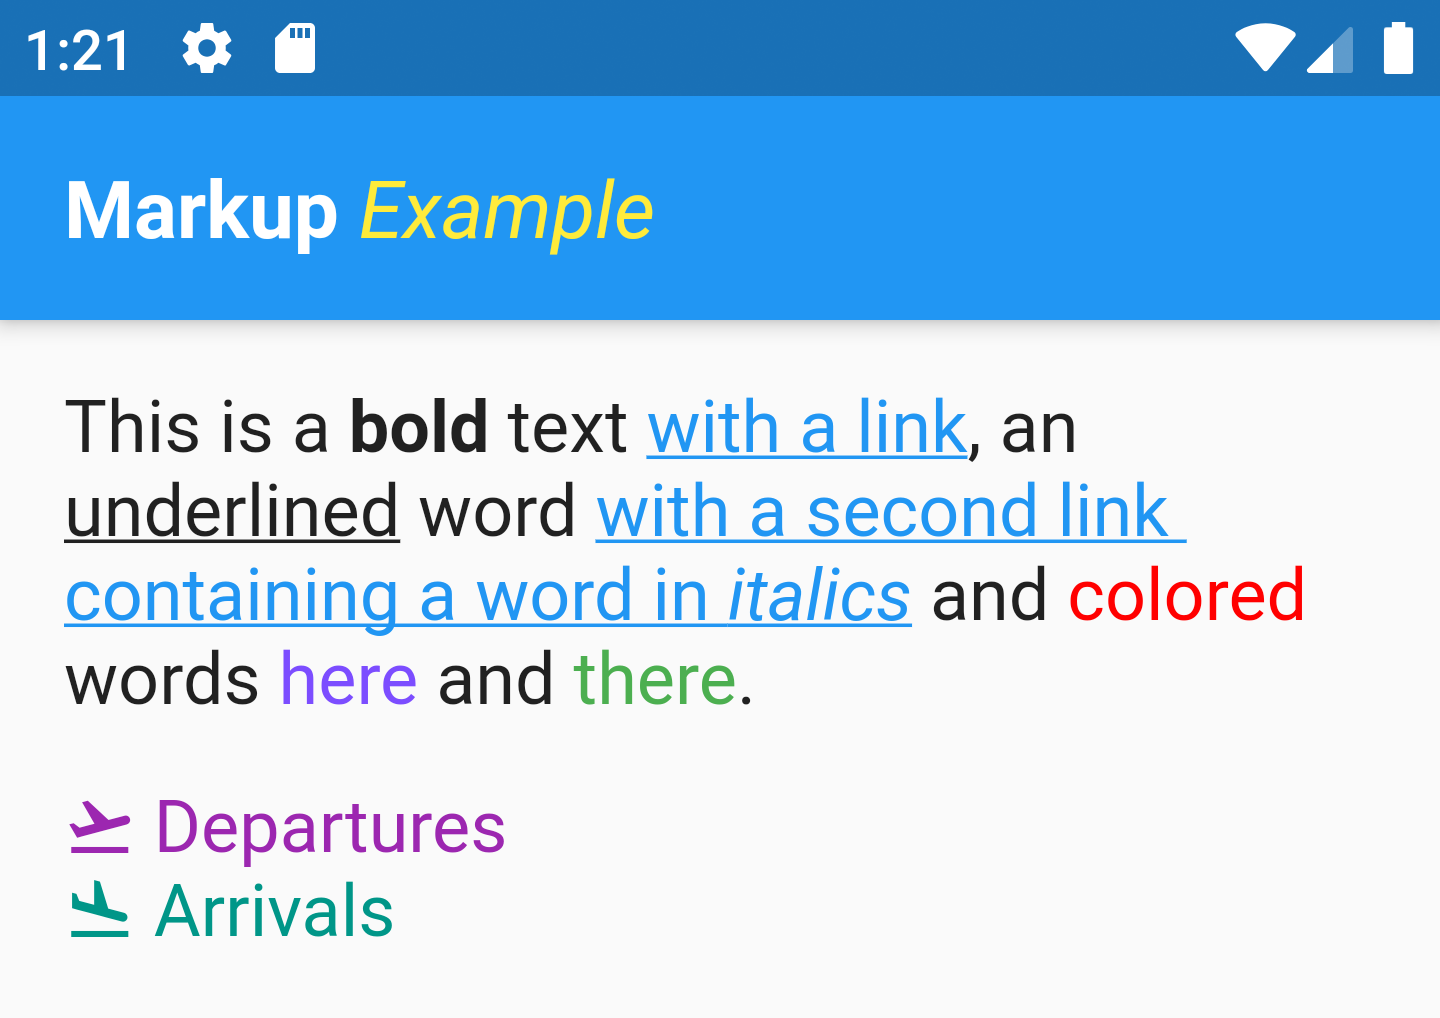 1:21
Markup Example
This is a bold text with a link, an
underlined word with a second link
containing a word in italics and colored
words here and there.
Departures
Arrivals